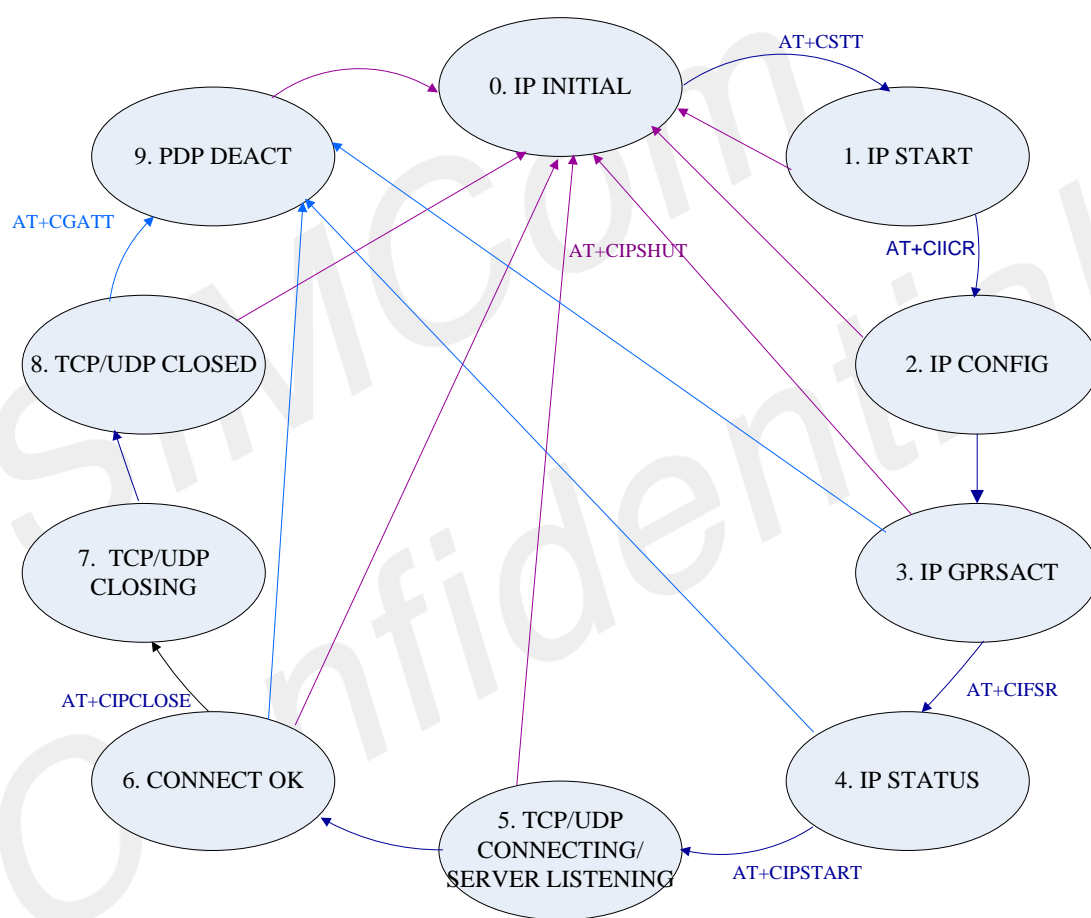 AT+CSTT
0. IP INITIAL
9. PDP DEACT
1. IP START
AT+CGATT
AT+CIPSHUT
AT+CIICR
8. TCP/UDP CLOSED
2. IP CONFIG
7. TCP/UDP
CLOSING
3. IP GPRSACT
AT+CIPCLOSE
AT+CIFSR
6. CONNECT OK
4. IP STATUS
5. TCP/UDP
CONNECTING/
SERVER LISTENING
AT+CIPSTART
SIMCom
Confidential